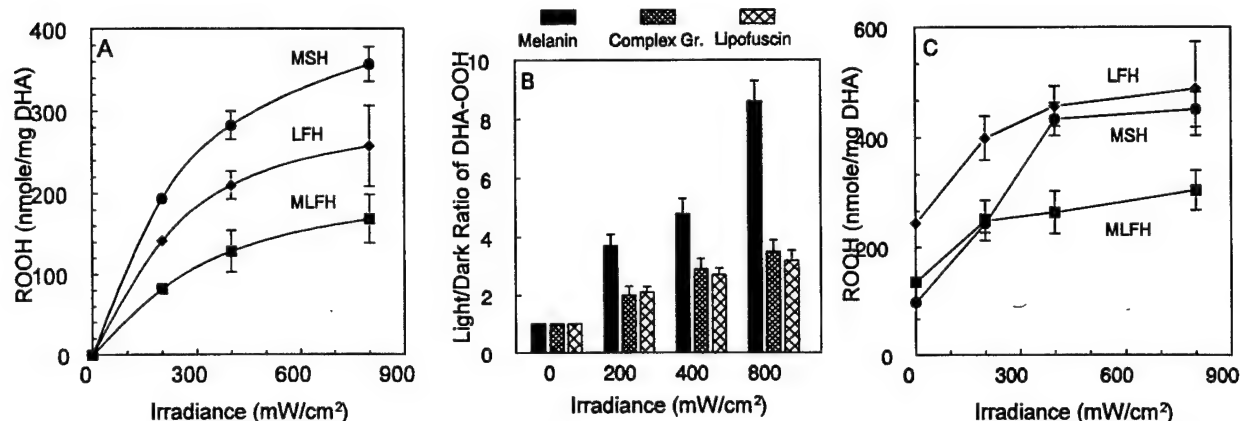 A
ROOH (nmole/mg DHA)
400
300
200
100
0
MSH
LFH
MLFH
0 300 600 900
Irradiance (mW/cm²)
Melanin Complex Gr. Lipofuscin
B
Light/Dark Ratio of DHA-OOH
10
8
6
4
2
0
0 200 400 800
Irradiance (mW/cm²)
C
ROOH (nmole/mg DHA)
600
400
200
0
LFH
MSH
MLFH
0 300 600 900
Irradiance (mW/cm²)